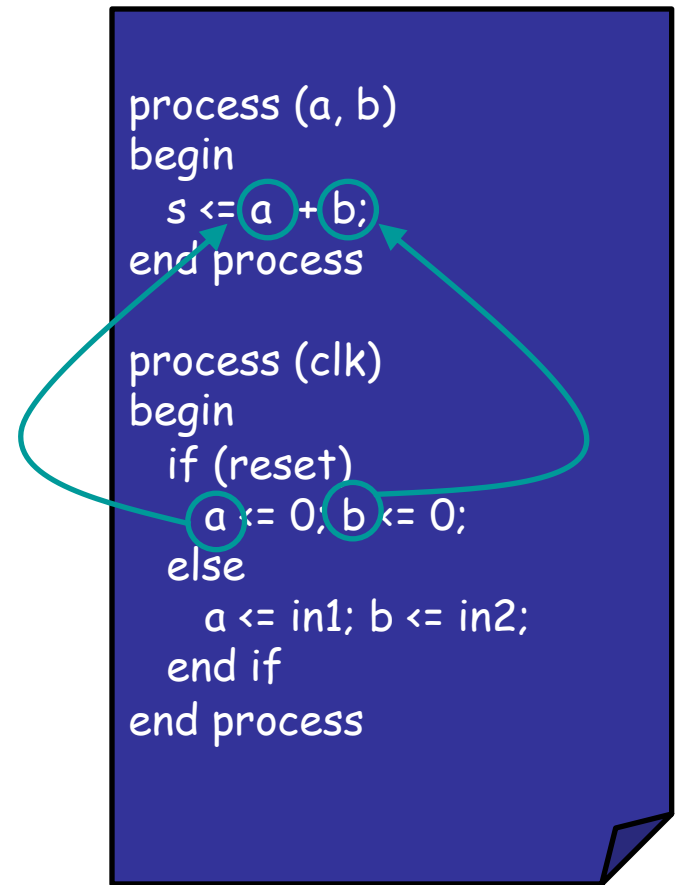 process (a, b)
begin
s <= a + b;
end process
process (clk)
begin
if (reset)
a <= 0; b <= 0;
else
a <= in1; b <= in2;
end if
end process